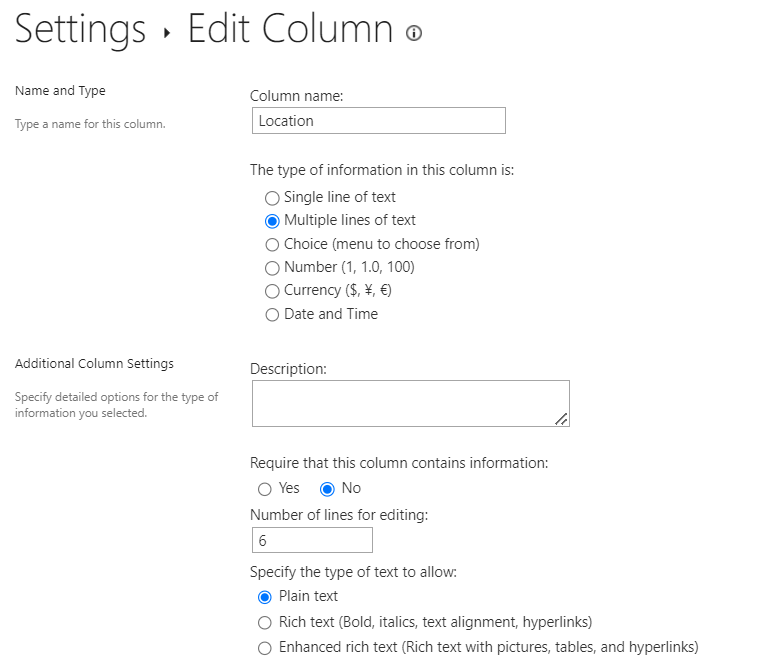 Settings ▸ Edit Column
Name and Type
Type a name for this column.
Column name:
Location
The type of information in this column is:
Single line of text
Multiple lines of text
Choice (menu to choose from)
Number (1, 1.0, 100)
Currency ($, ¥, €)
Date and Time
Additional Column Settings
Specify detailed options for the type of
information you selected.
Description:
Require that this column contains information:
Yes No
Number of lines for editing:
6
Specify the type of text to allow:
Plain text
Rich text (Bold, italics, text alignment, hyperlinks)
Enhanced rich text (Rich text with pictures, tables, and hyperlinks)